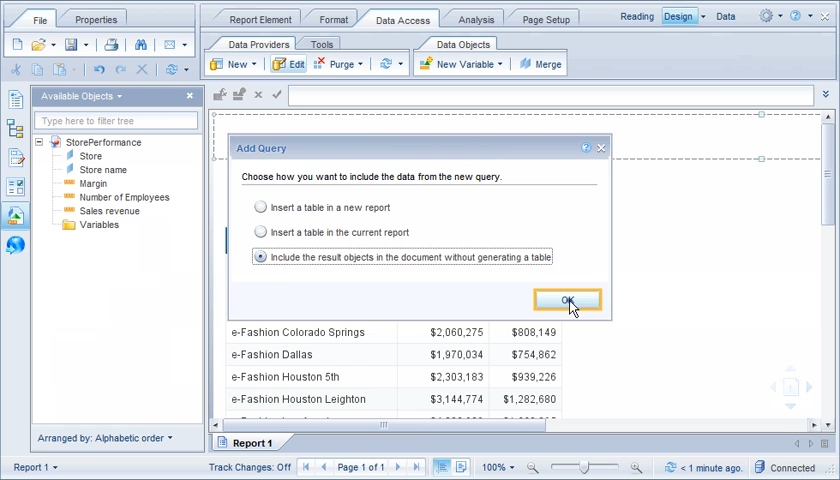 File
Properties
Report Element
Format
Data Access
Analysis
Page Setup
Reading
Design
Data
Data Providers
Tools
Data Objects
New
Edit
Purge
New Variable
Merge
Available Objects
Type here to filter tree
StorePerformance
Store
Store name
Margin
Number of Employees
Sales revenue
Variables
Arranged by: Alphabetic order
Add Query
Choose how you want to include the data from the new query.
Insert a table in a new report
Insert a table in the current report
Include the result objects in the document without generating a table
OK
e-Fashion Colorado Springs $2,060,275 $808,149
e-Fashion Dallas $1,970,034 $754,862
e-Fashion Houston 5th $2,303,183 $939,226
e-Fashion Houston Leighton $3,144,774 $1,282,680
Report 1
Report 1
Track Changes: Off
Page 1 of 1
100%
< 1 minute ago.
Connected